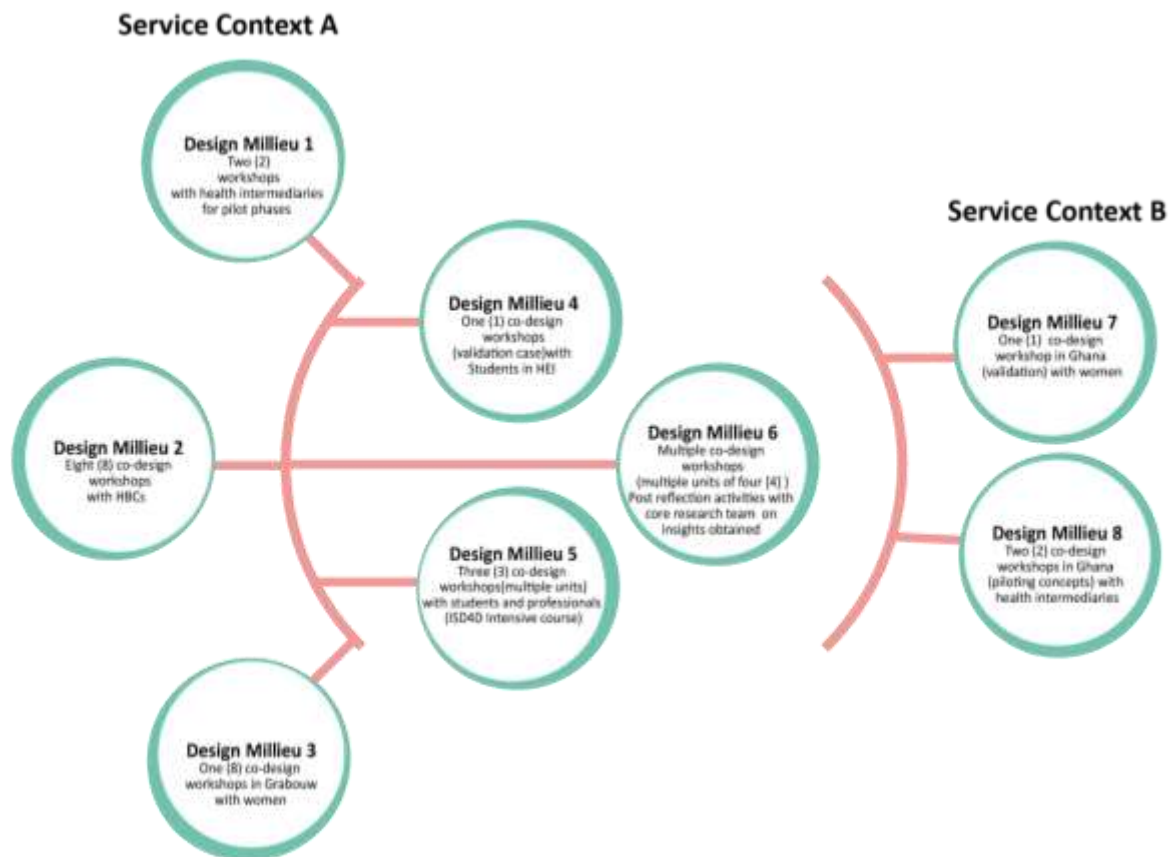 Service Context A
Design Millieu 1
Two (2)
workshops
with health intermediaries
for pilot phases
Design Millieu 2
Eight (8) co-design
workshops
with HBCs
Design Millieu 3
One (8) co-design
workshops in Grabouw
with women
Design Millieu 4
One (1) co-design
workshops
(validation case)with
Students in HEI
Design Millieu 5
Three (3) co-design
workshops(multiple units)
with students and professionals
(ISD4D Intensive course)
Design Millieu 6
Multiple co-design
workshops
(multiple units of four [4] )
Post reflection activities with
core research team on
Insights obtained
Service Context B
Design Millieu 7
One (1) co-design
workshop in Ghana
(validation) with women
Design Millieu 8
Two (2) co-design
workshops in Ghana
(piloting concepts) with
health intermediaries